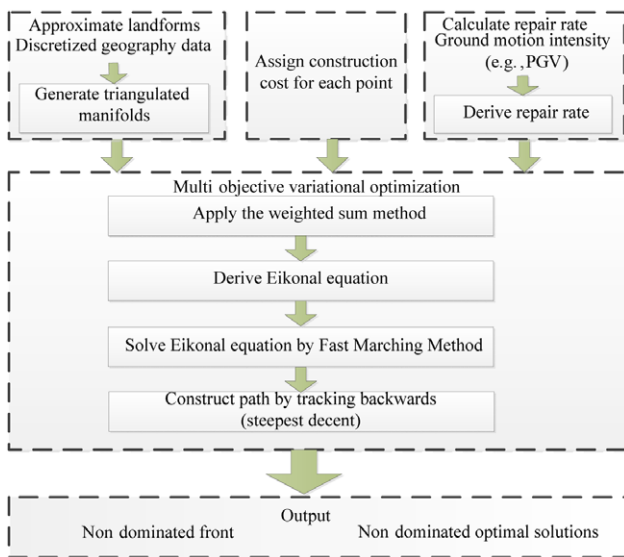 Approximate landforms
Discretized geography data
Generate triangulated
manifolds
Assign construction
cost for each point
Calculate repair rate
Ground motion intensity
(e.g.,PGV)
Derive repair rate
Multi objective variational optimization
Apply the weighted sum method
Derive Eikonal equation
Solve Eikonal equation by Fast Marching Method
Construct path by tracking backwards
(steepest decent)
Output
Non dominated front
Non dominated optimal solutions